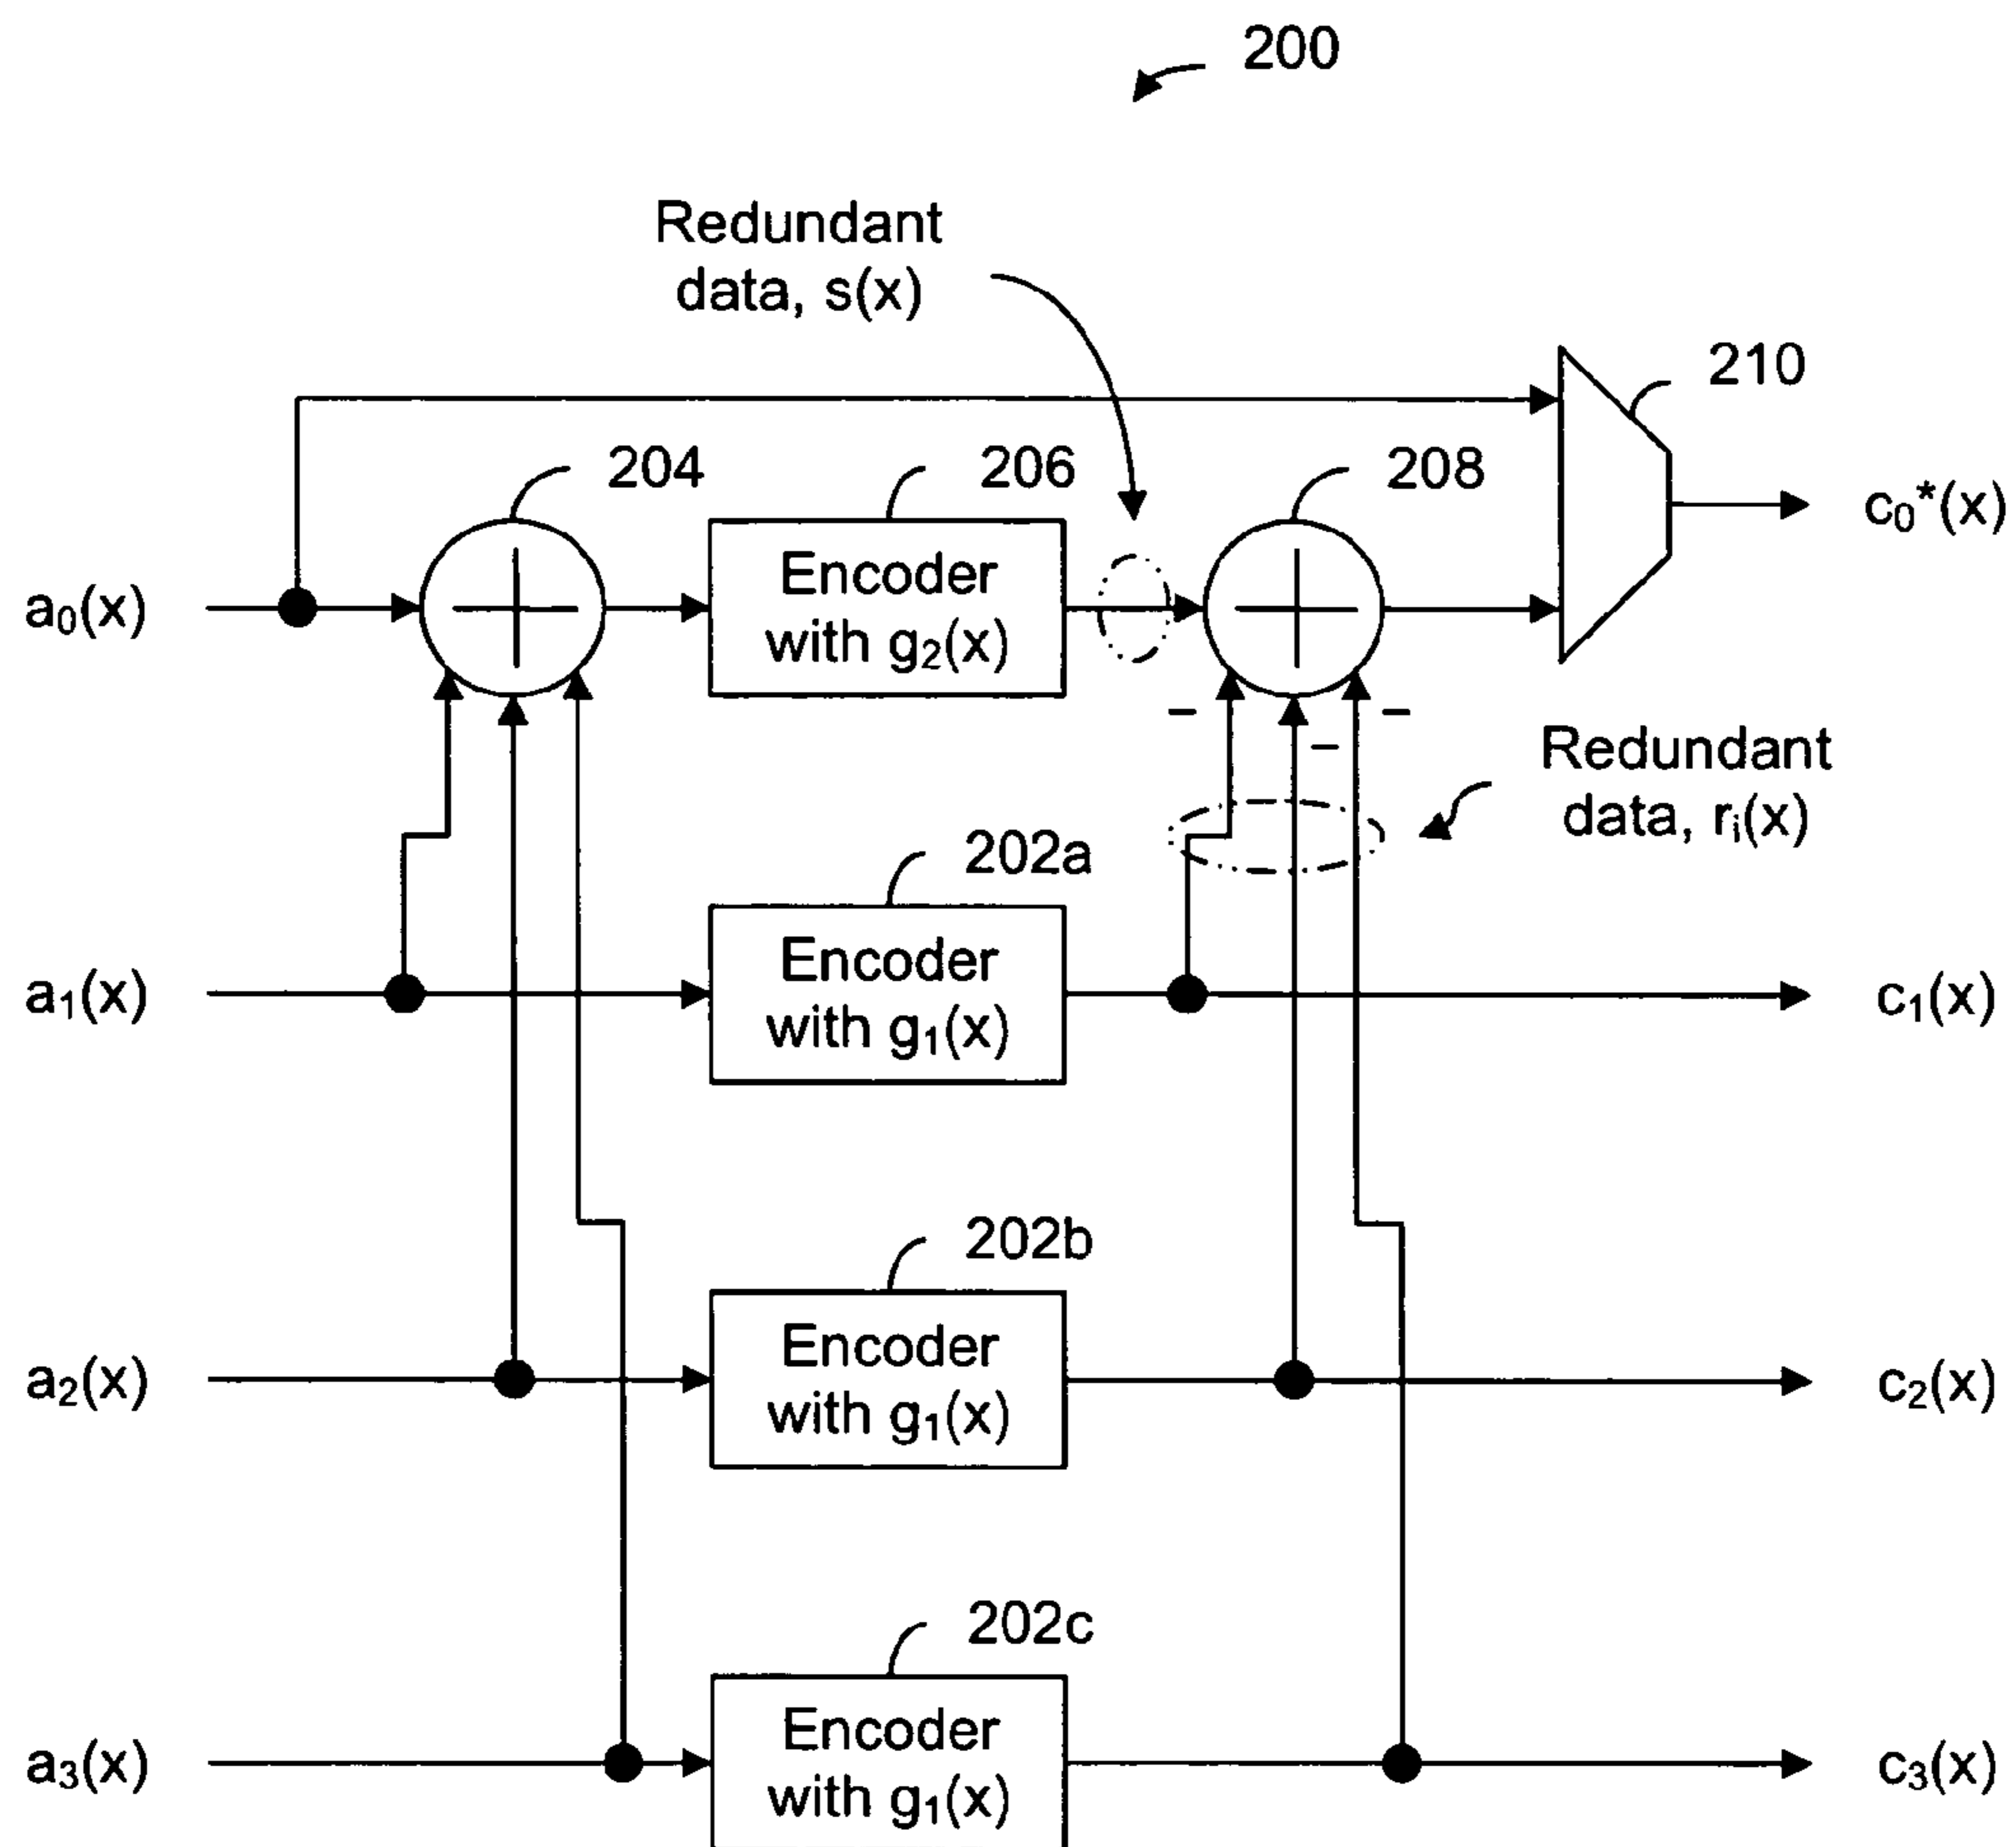 200
Redundant
data, s(x)
210
204
206
208
c₀*(x)
Encoder
with g₂(x)
a₀(x)
–
–
–
Redundant
data, rᵢ(x)
202a
Encoder
with g₁(x)
a₁(x)
c₁(x)
202b
Encoder
with g₁(x)
a₂(x)
c₂(x)
202c
Encoder
with g₁(x)
a₃(x)
c₃(x)